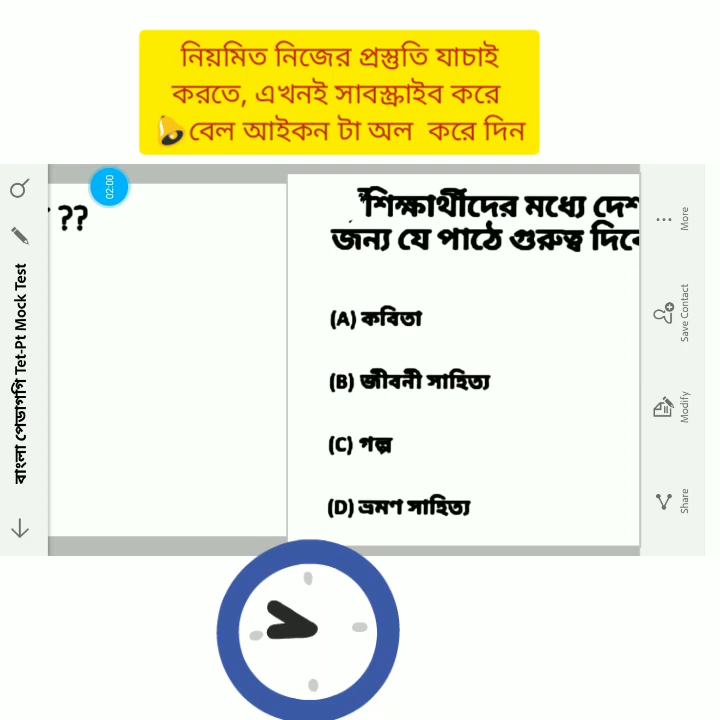 নিয়মিত নিজের প্রস্তুতি যাচাই
করতে, এখনই সাবস্ক্রাইব করে
বেল আইকন টা অল করে দিন
02:00
??
বাংলা পেডাগগি Tet-Pt Mock Test
শিক্ষার্থীদের মধ্যে
জন্য যে পাঠে গুরুত্ব
(A) কবিতা
(B) জীবনী সাহিত্য
(C) গল্প
(D) ভ্রমণ সাহিত্য
More
Save Contact
Modify
Share